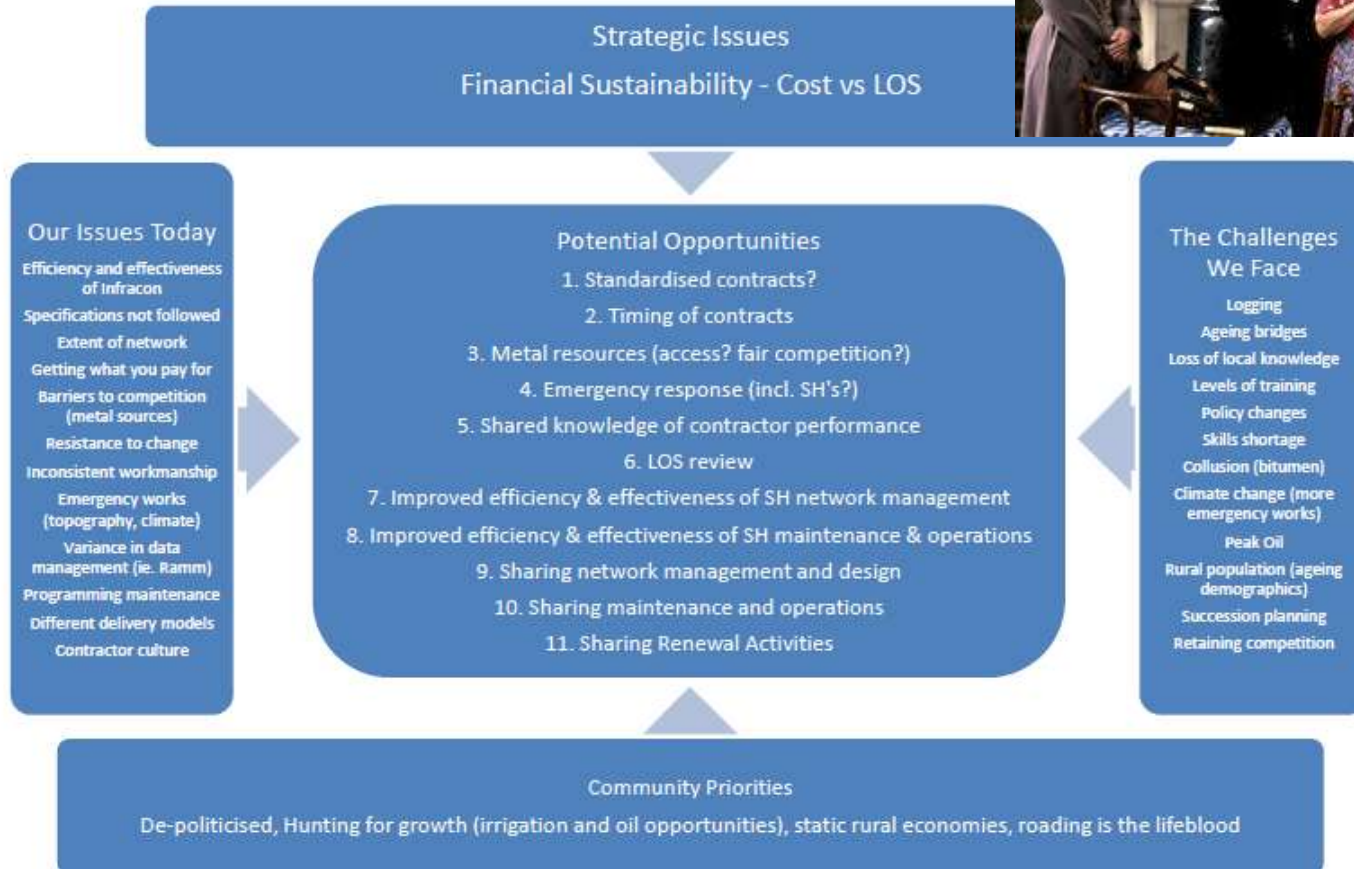 Strategic Issues
Financial Sustainability - Cost vs LOS
Our Issues Today
Efficiency and effectiveness
of Infracon
Specifications not followed
Extent of network
Getting what you pay for
Barriers to competition
(metal sources)
Resistance to change
Inconsistent workmanship
Emergency works
(topography, climate)
Variance in data
management (ie. Ramm)
Programming maintenance
Different delivery models
Contractor culture
Potential Opportunities
1. Standardised contracts?
2. Timing of contracts
3. Metal resources (access? fair competition?)
4. Emergency response (incl. SH's?)
5. Shared knowledge of contractor performance
6. LOS review
7. Improved efficiency & effectiveness of SH network management
8. Improved efficiency & effectiveness of SH maintenance & operations
9. Sharing network management and design
10. Sharing maintenance and operations
11. Sharing Renewal Activities
The Challenges
We Face
Logging
Ageing bridges
Loss of local knowledge
Levels of training
Policy changes
Skills shortage
Collusion (bitumen)
Climate change (more
emergency works)
Peak Oil
Rural population (ageing
demographics)
Succession planning
Retaining competition
Community Priorities
De-politicised, Hunting for growth (irrigation and oil opportunities), static rural economies, roading is the lifeblood